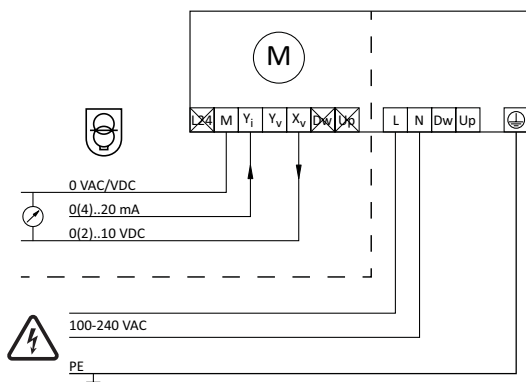 M
L24 M Yi Yv Xv Dw Up L N Dw Up
0 VAC/VDC
0(4)..20 mA
0(2)..10 VDC
100-240 VAC
PE